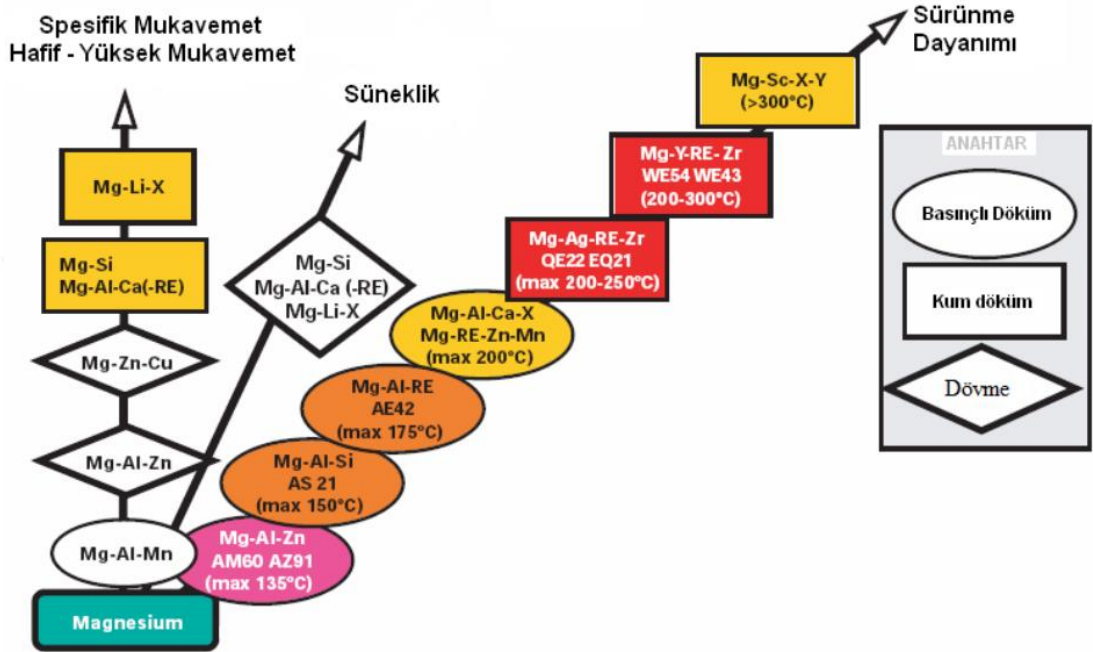 Spesifik Mukavemet
Hafif - Yüksek Mukavemet
Mg-Li-X
Mg-Si
Mg-Al-Ca(-RE)
Mg-Zn-Cu
Mg-Al-Zn
Mg-Al-Mn
Magnesium
Süneklik
Mg-Si
Mg-Al-Ca (-RE)
Mg-Li-X
Sürünme
Dayanımı
Mg-Sc-X-Y
(>300°C)
Mg-Y-RE- Zr
WE54 WE43
(200-300°C)
Mg-Ag-RE-Zr
QE22 EQ21
(max 200-250°C)
Mg-Al-Ca-X
Mg-RE-Zn-Mn
(max 200°C)
Mg-Al-RE
AE42
(max 175°C)
Mg-Al-Si
AS 21
(max 150°C)
Mg-Al-Zn
AM60 AZ91
(max 135°C)
ANAHTAR
Basınçlı Döküm
Kum döküm
Dövme